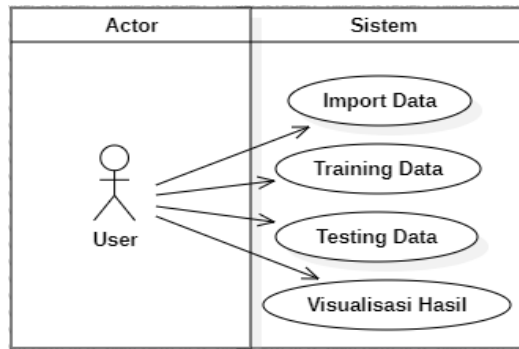 Actor
Sistem
Import Data
Training Data
Testing Data
User
Visualisasi Hasil